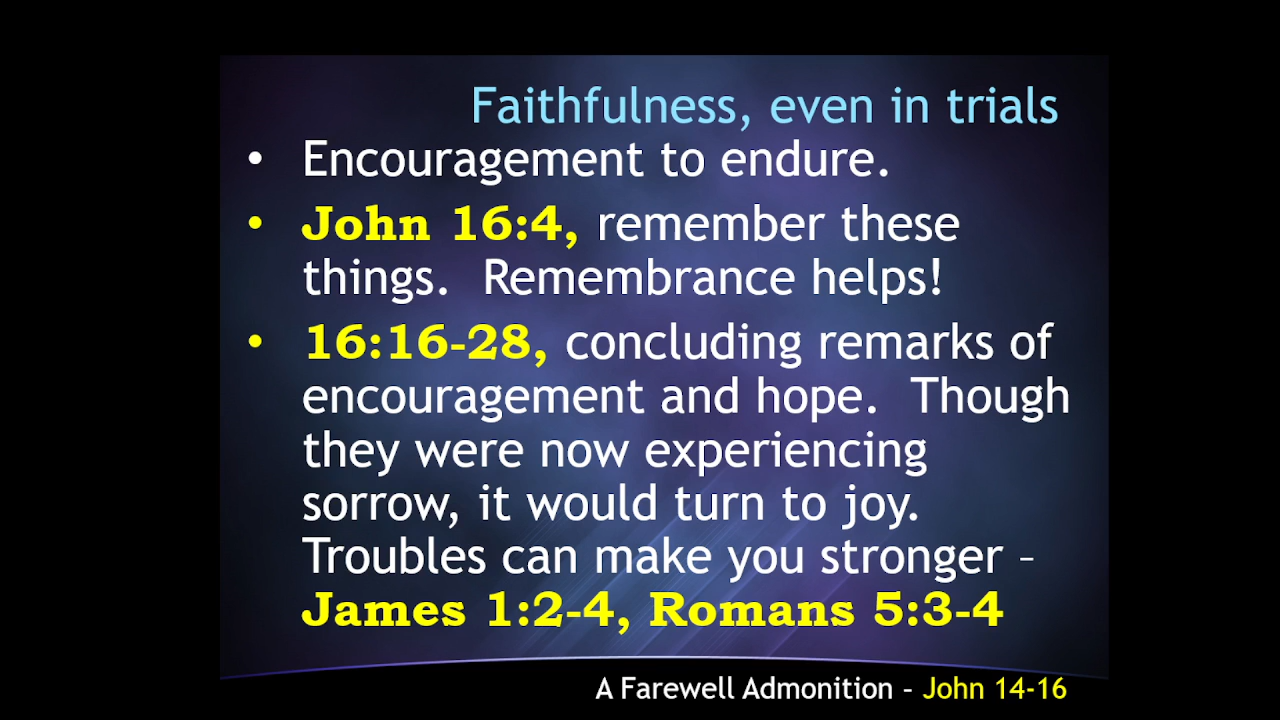 Faithfulness, even in trials
• Encouragement to endure.
• John 16:4, remember these
things.  Remembrance helps!
• 16:16-28, concluding remarks of
encouragement and hope.  Though
they were now experiencing
sorrow, it would turn to joy.
Troubles can make you stronger –
James 1:2-4, Romans 5:3-4
A Farewell Admonition – John 14-16